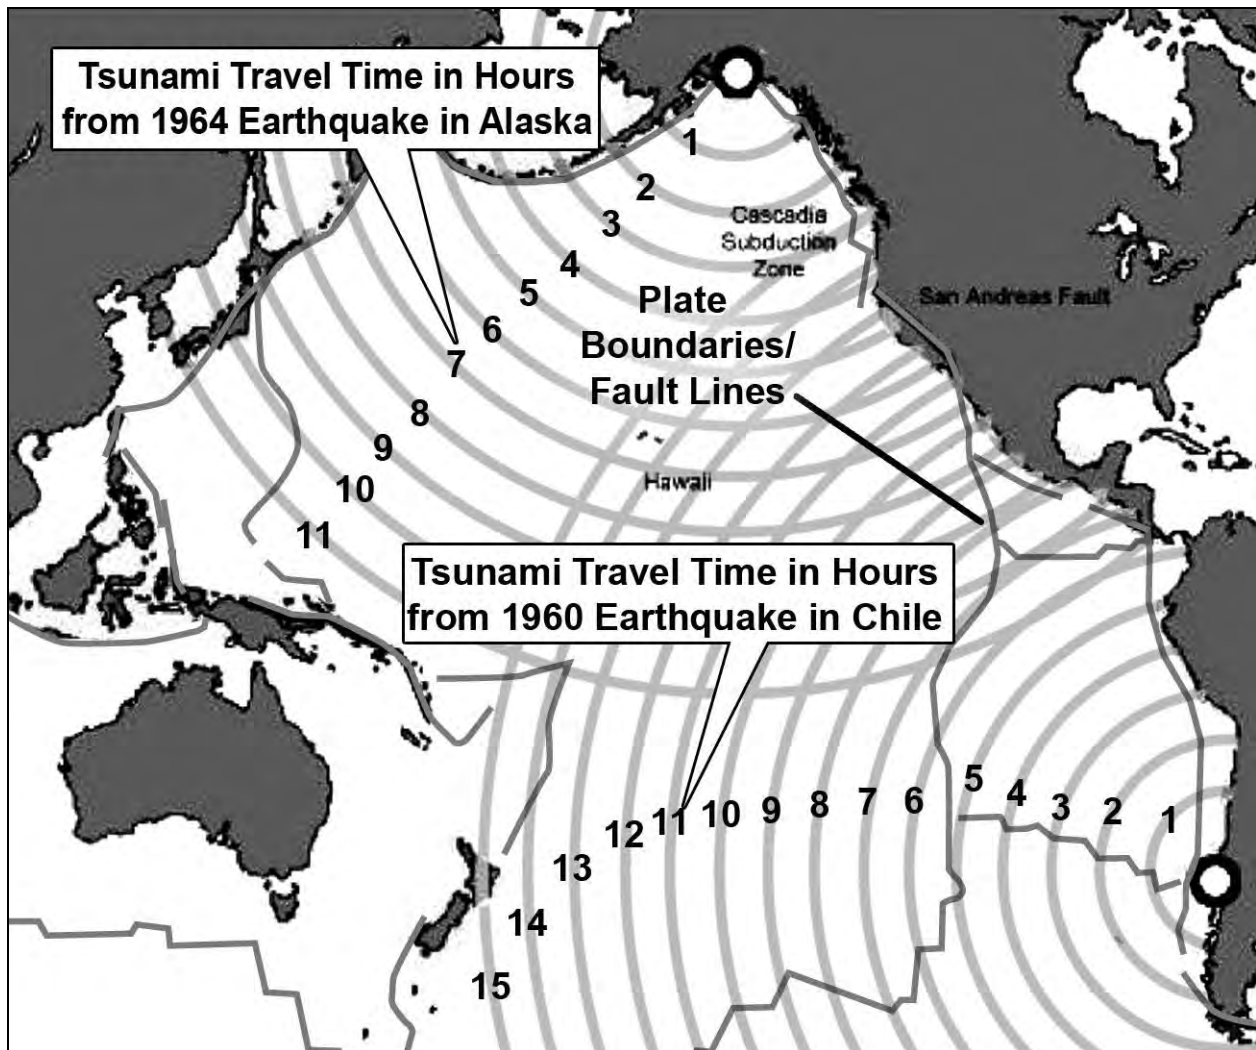 Tsunami Travel Time in Hours
from 1964 Earthquake in Alaska
1
2
3
Cascadia
Subduction
Zone
4
5
Plate
Boundaries/
Fault Lines
San Andreas Fault
6
7
8
9
10
11
Hawaii
Tsunami Travel Time in Hours
from 1960 Earthquake in Chile
15
14
13
12
11
10
9
8
7
6
5
4
3
2
1